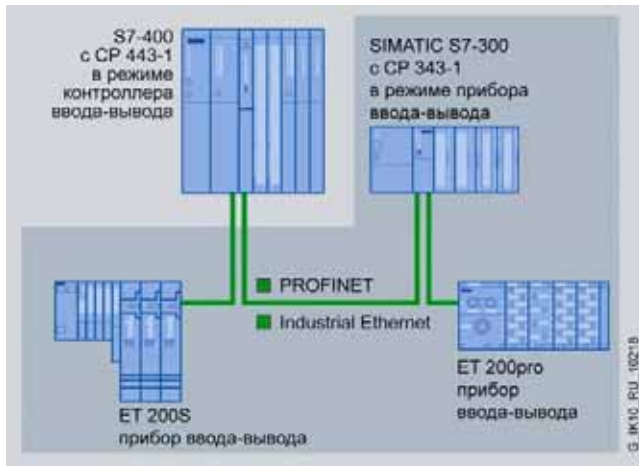 S7-400
с CP 443-1
в режиме
контроллера
ввода-вывода
SIMATIC S7-300
с CP 343-1
в режиме прибора
ввода-вывода
PROFINET
Industrial Ethernet
ET 200S
прибор ввода-вывода
ET 200pro
прибор
ввода-вывода
G_IK10_RU_10218